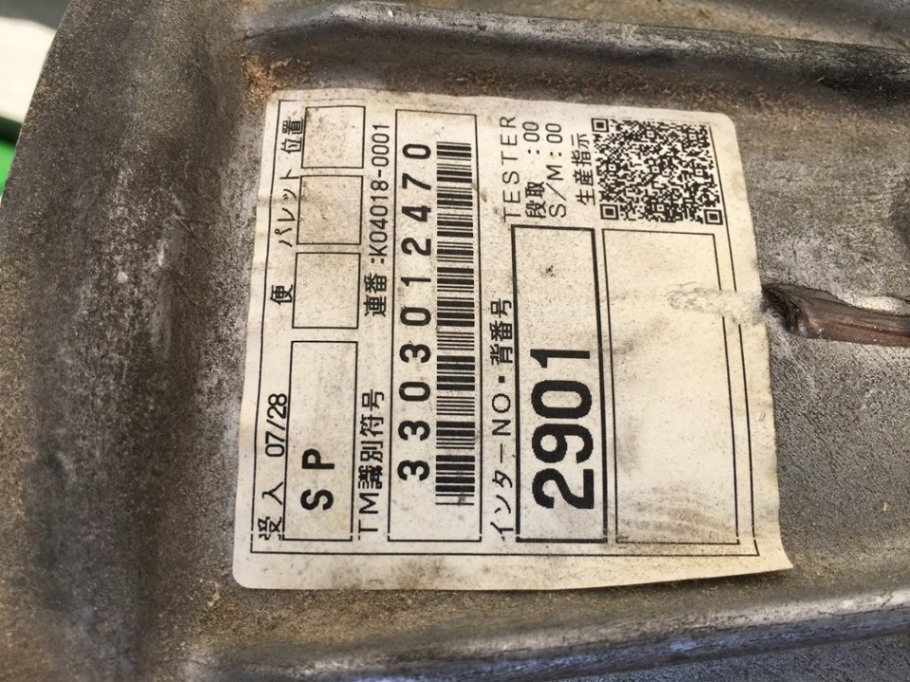 受入 07/28 便 パレット 位置
SP
TM識別符号 連番:K04018-0001
3303012470
インターNO・背番号
2901
TESTER
段取 :00
S/M:00
生産指示